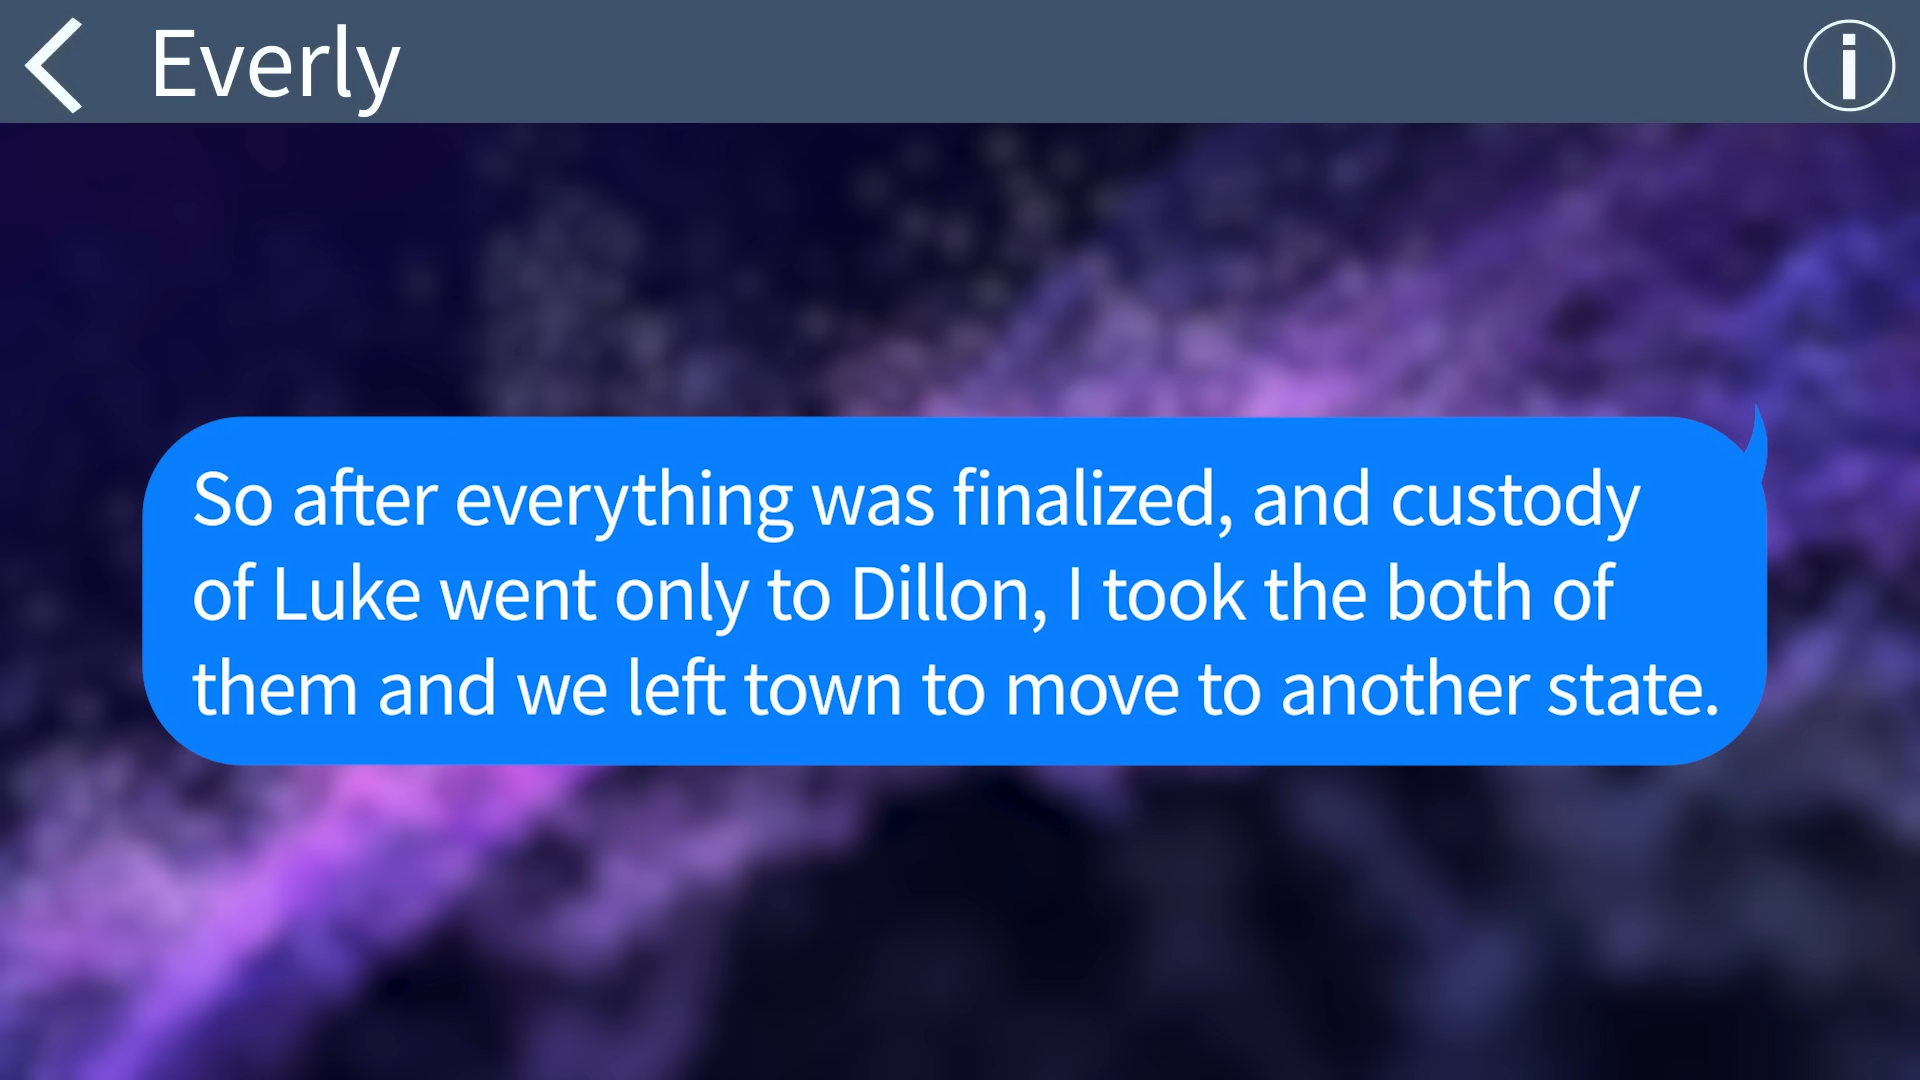 Everly
So after everything was finalized, and custody
of Luke went only to Dillon, I took the both of
them and we left town to move to another state.